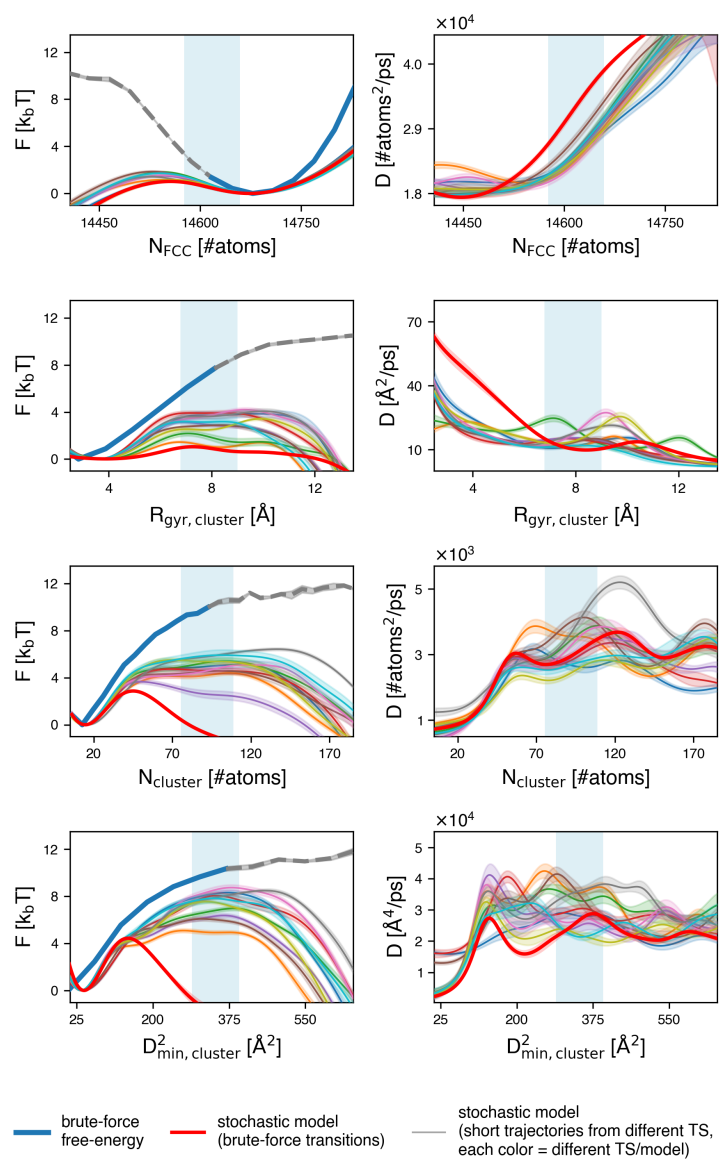 12
8
4
0
F [k_bT]
14450
14600
14750
N_FCC [#atoms]
×10⁴
4.0
2.9
1.8
D [#atoms²/ps]
14450
14600
14750
N_FCC [#atoms]
12
8
4
0
F [k_bT]
4
8
12
R_gyr, cluster [Å]
70
40
10
D [Å²/ps]
4
8
12
R_gyr, cluster [Å]
12
8
4
0
F [k_bT]
20
70
120
170
N_cluster [#atoms]
×10³
5
3
1
D [#atoms²/ps]
20
70
120
170
N_cluster [#atoms]
12
8
4
0
F [k_bT]
25
200
375
550
D²_min, cluster [Å²]
×10⁴
5
4
3
2
1
D [Å⁴/ps]
25
200
375
550
D²_min, cluster [Å²]
brute-force
free-energy
stochastic model
(brute-force transitions)
stochastic model
(short trajectories from different TS,
each color = different TS/model)